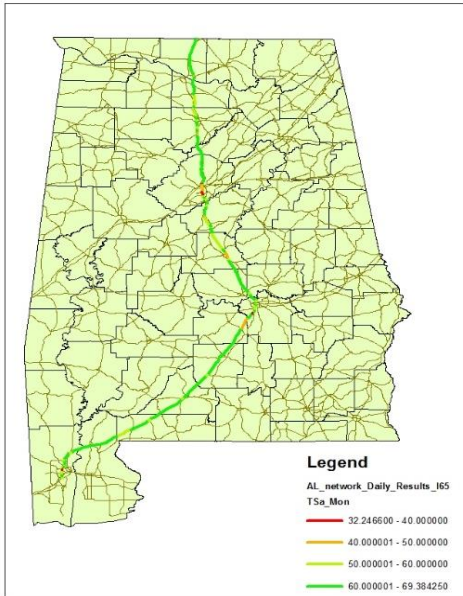 Legend
AL_network_Daily_Results_I65
TSa_Mon
32.246600 - 40.000000
40.000001 - 50.000000
50.000001 - 60.000000
60.000001 - 69.384250